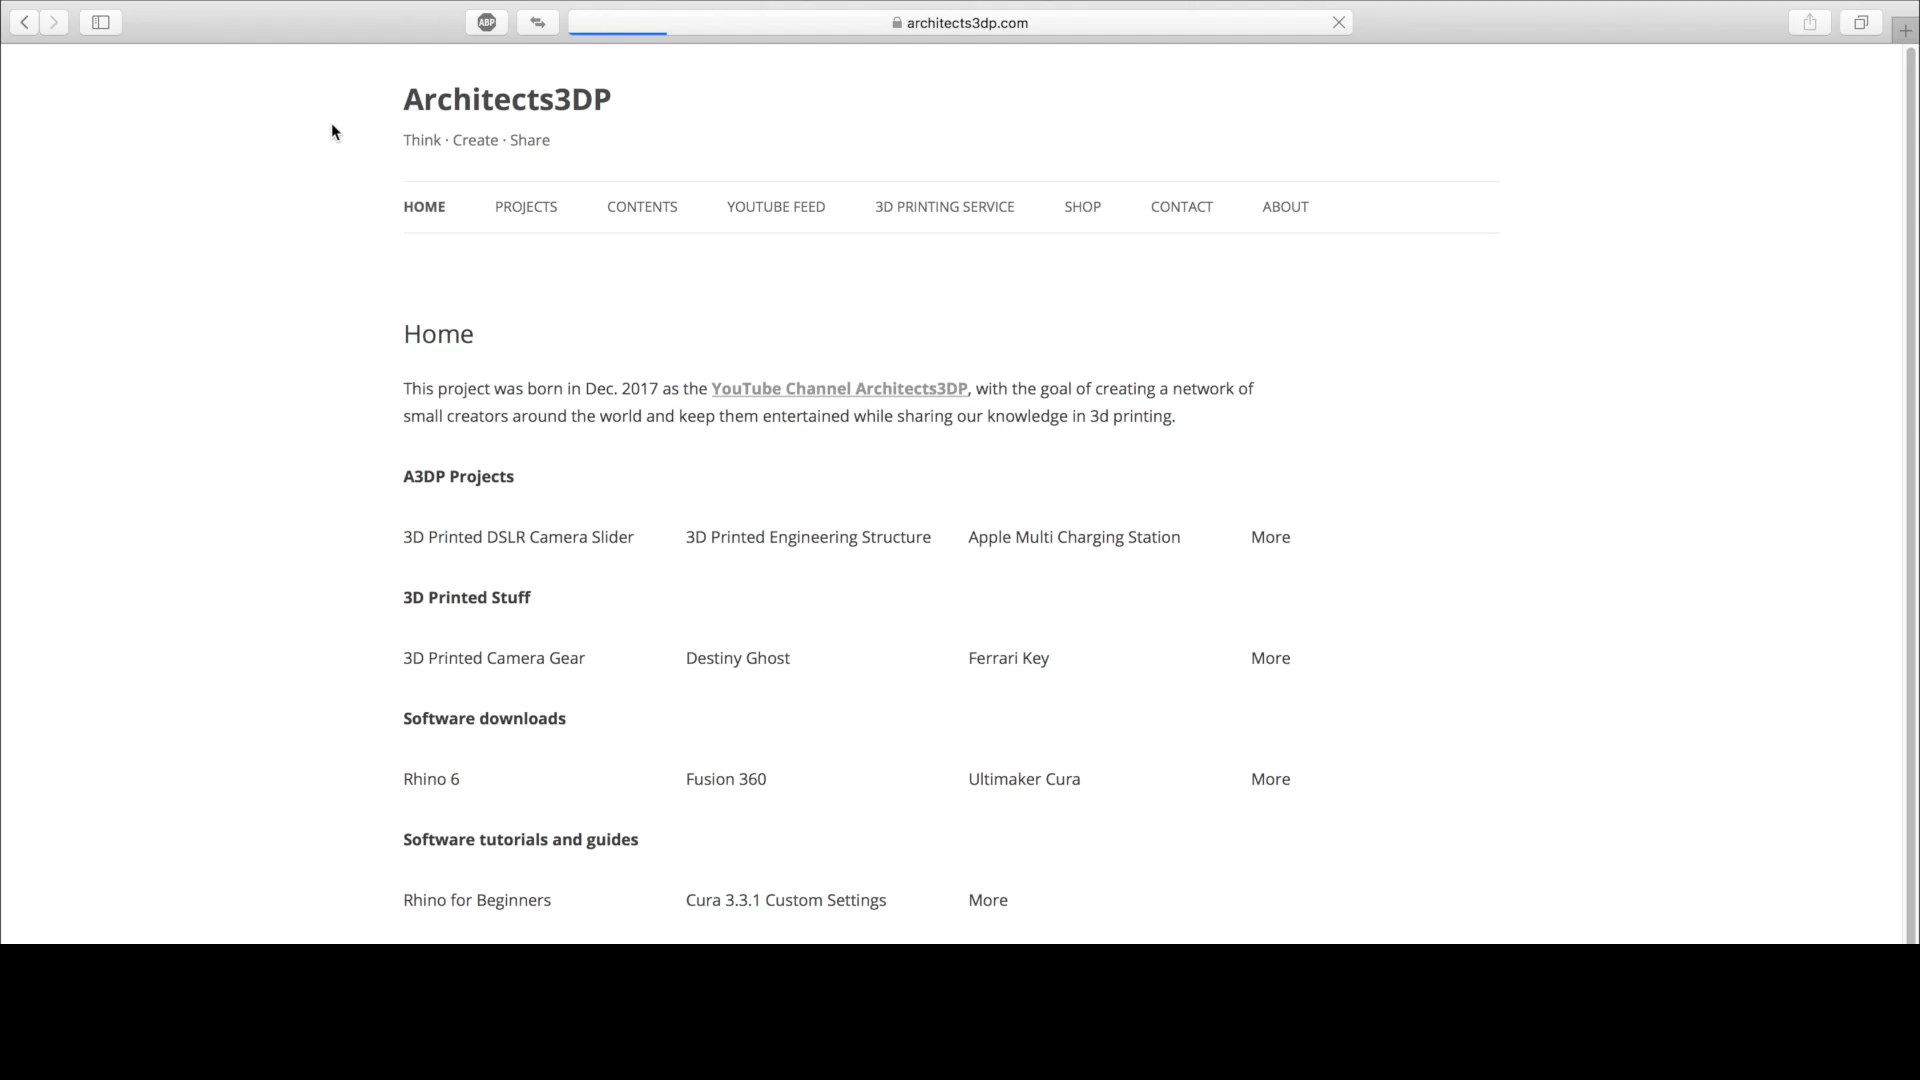 ABP
architects3dp.com
Architects3DP
Think · Create · Share
HOME PROJECTS CONTENTS YOUTUBE FEED 3D PRINTING SERVICE SHOP CONTACT ABOUT
Home
This project was born in Dec. 2017 as the YouTube Channel Architects3DP, with the goal of creating a network of
small creators around the world and keep them entertained while sharing our knowledge in 3d printing.
A3DP Projects
3D Printed DSLR Camera Slider 3D Printed Engineering Structure Apple Multi Charging Station More
3D Printed Stuff
3D Printed Camera Gear Destiny Ghost Ferrari Key More
Software downloads
Rhino 6 Fusion 360 Ultimaker Cura More
Software tutorials and guides
Rhino for Beginners Cura 3.3.1 Custom Settings More